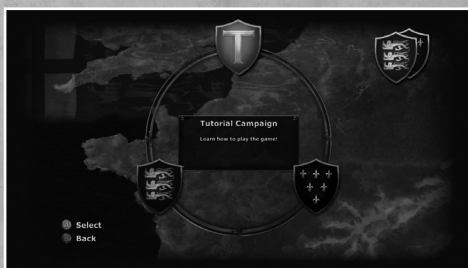 T
Tutorial Campaign
Learn how to play the game!
Select
Back